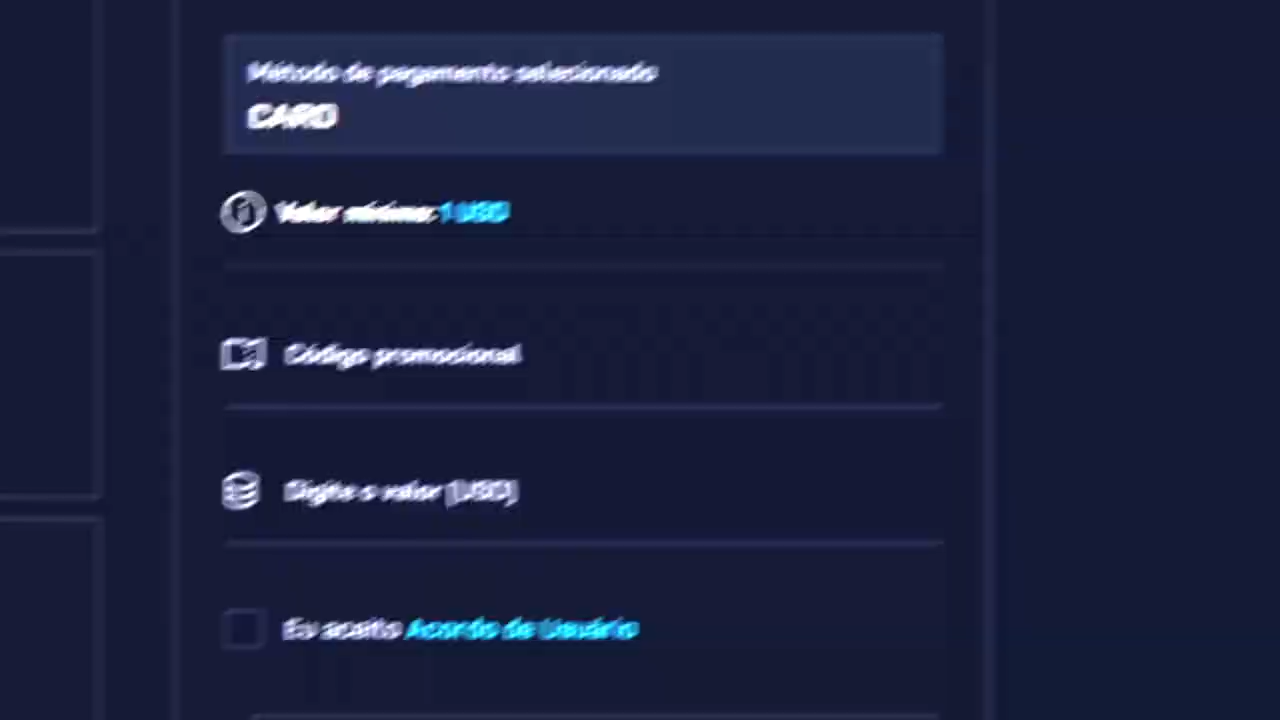 Método de pagamento selecionado
CARD
Valor mínimo: 1 USD
Código promocional
Digite o valor (USD)
Eu aceito Acordo de Usuário